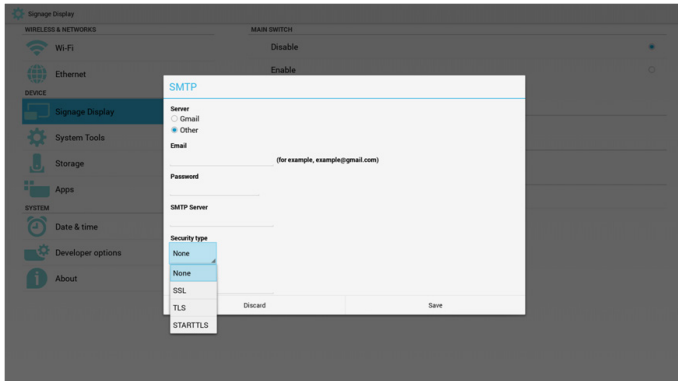 Signage Display
WIRELESS & NETWORKS
MAIN SWITCH
Wi-Fi
Disable
Ethernet
Enable
DEVICE
Signage Display
System Tools
Storage
Apps
SYSTEM
Date & time
Developer options
About
SMTP
Server
Gmail
Other
Email
(for example, example@gmail.com)
Password
SMTP Server
Security type
None
None
SSL
TLS
STARTTLS
Discard
Save